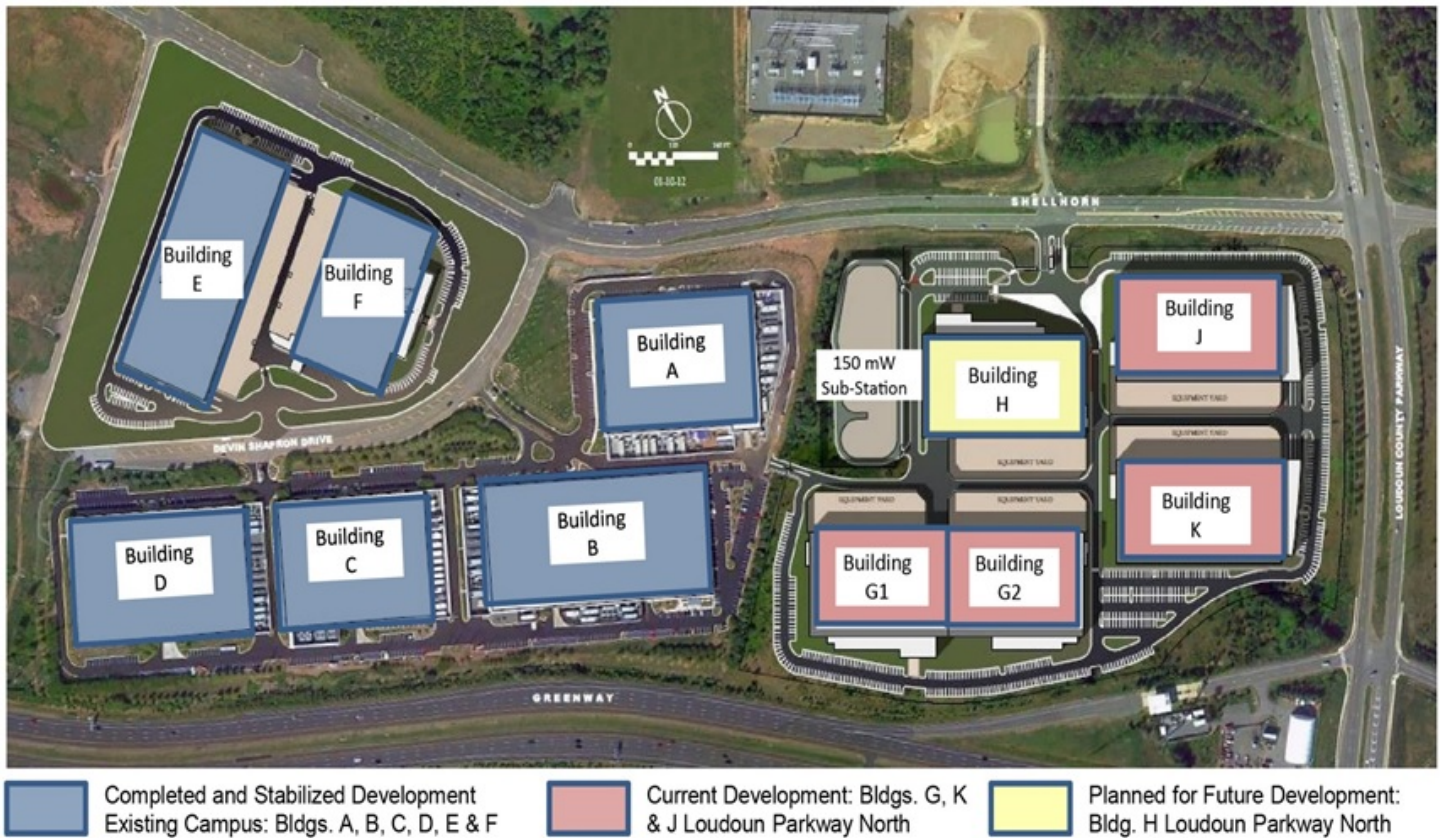 N
SHELLHORN
Building
E
Building
F
Building
A
150 mW
Sub-Station
Building
H
Building
J
EQUIPMENT YARD
EQUIPMENT YARD
EQUIPMENT YARD
DEVIN SHAFRON DRIVE
Building
D
Building
C
Building
B
EQUIPMENT YARD
EQUIPMENT YARD
Building
G1
Building
G2
Building
K
LOUDOUN COUNTY PARKWAY
GREENWAY
Completed and Stabilized Development
Existing Campus: Bldgs. A, B, C, D, E & F
Current Development: Bldgs. G, K
& J Loudoun Parkway North
Planned for Future Development:
Bldg. H Loudoun Parkway North